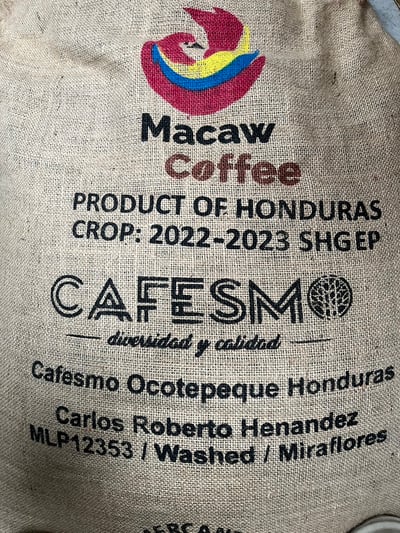 Macaw
Coffee
PRODUCT OF HONDURAS
CROP: 2022-2023 SHG EP
CAFESMO
diversidad y calidad
Cafesmo Ocotepeque Honduras
Carlos Roberto Henandez
MLP12353 / Washed / Miraflores